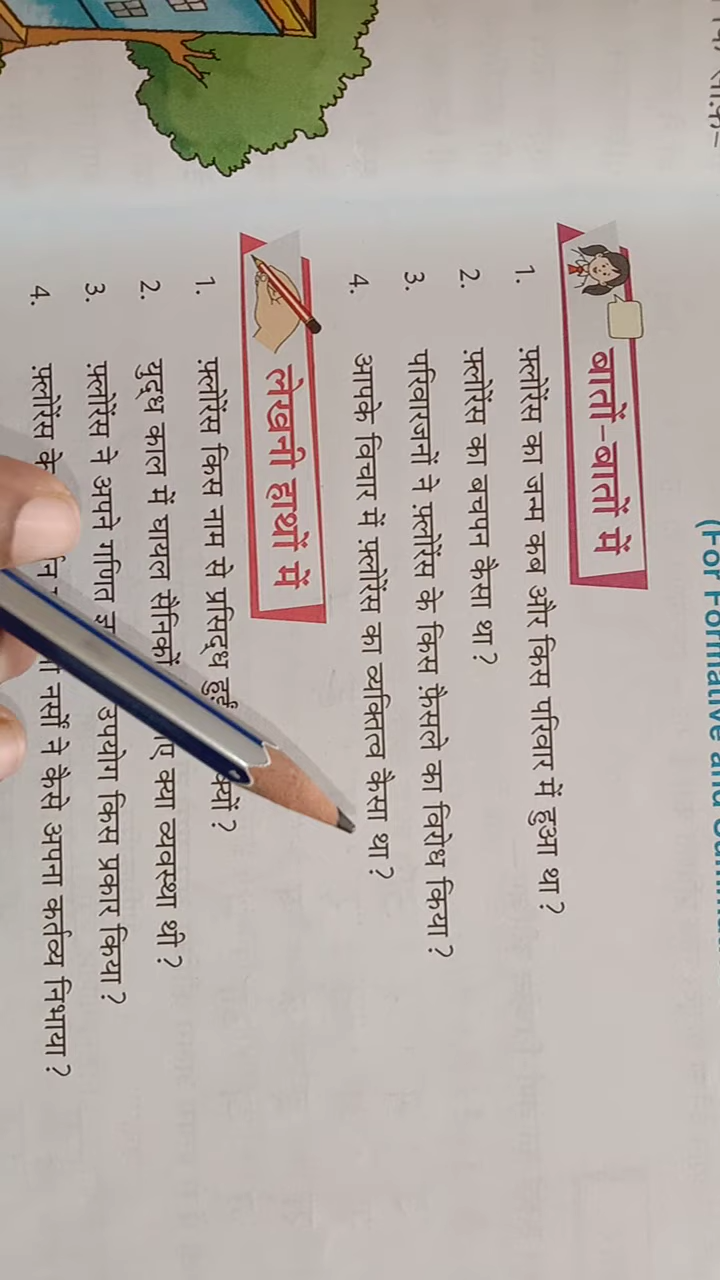 (For Formative and
बातों-बातों में
1. फ़्लोरेंस का जन्म कब और किस परिवार में हुआ था?
2. फ़्लोरेंस का बचपन कैसा था?
3. परिवारजनों ने फ़्लोरेंस के किस फ़ैसले का विरोध किया?
4. आपके विचार में फ़्लोरेंस का व्यक्तित्व कैसा था?
लेखनी हाथों में
1. फ़्लोरेंस किस नाम से प्रसिद्ध हुईं क्यों?
2. युद्ध काल में घायल सैनिकों क्या व्यवस्था थी?
3. फ़्लोरेंस ने अपने गणित उपयोग किस प्रकार किया?
4. फ़्लोरेंस के नर्सों ने कैसे अपना कर्तव्य निभाया?